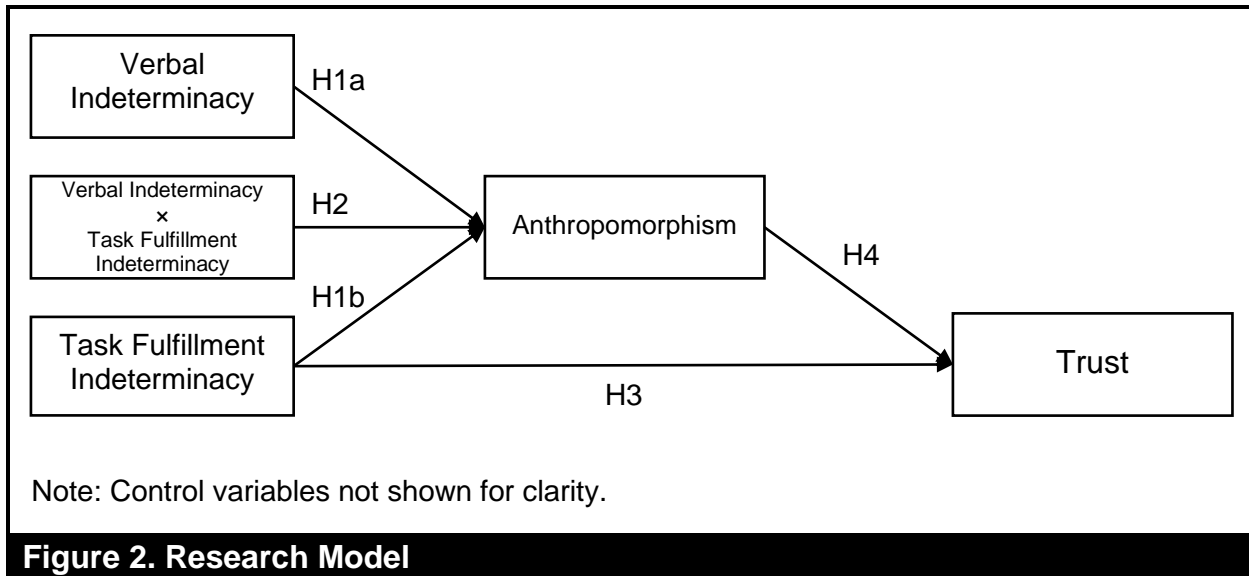 Verbal
Indeterminacy
H1a
Verbal Indeterminacy
×
Task Fulfillment
Indeterminacy
H2
Anthropomorphism
H4
H1b
Task Fulfillment
Indeterminacy
Trust
H3
Note: Control variables not shown for clarity.
Figure 2. Research Model